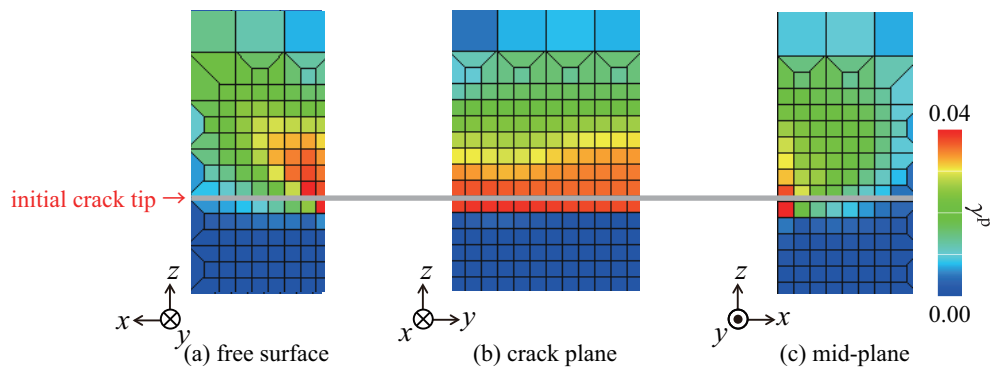 0.04
initial crack tip →
γᵖ
0.00
z
x
y
(a) free surface
z
y
x
(b) crack plane
z
y
x
(c) mid-plane